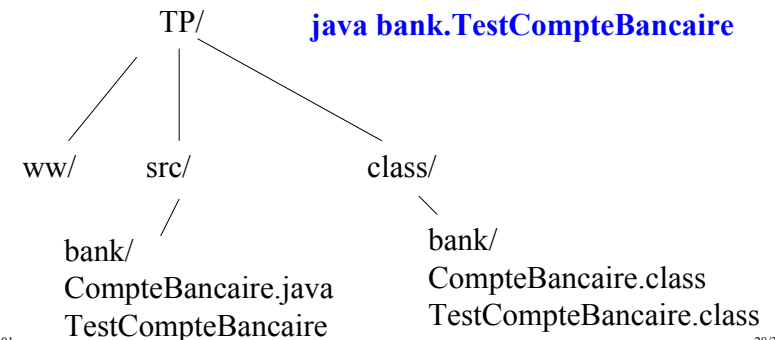 TP/ java bank.TestCompteBancaire
ww/ src/ class/
bank/
CompteBancaire.java
TestCompteBancaire
bank/
CompteBancaire.class
TestCompteBancaire.class